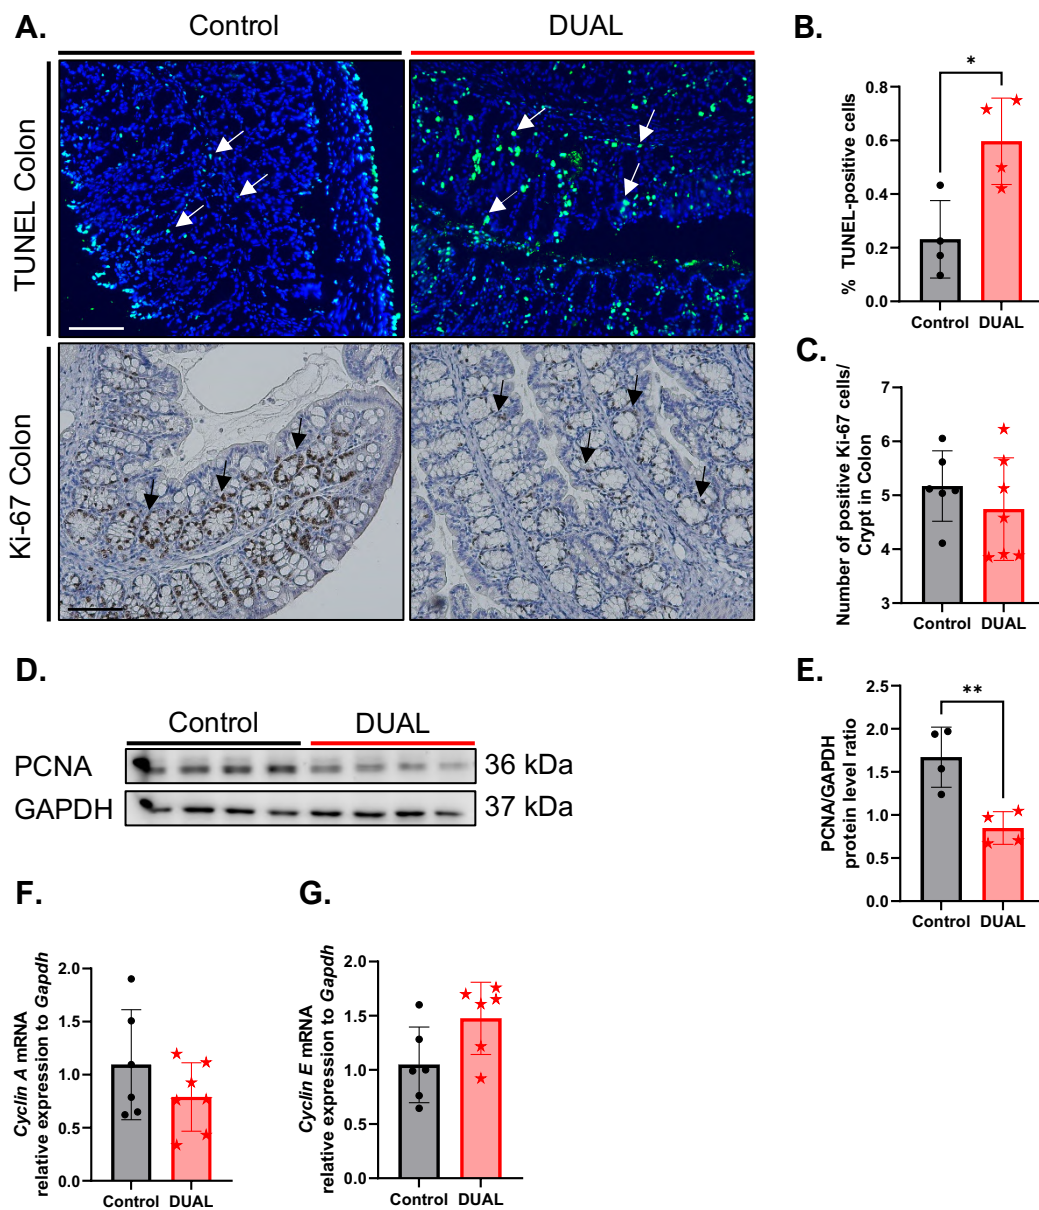 A.
Control
DUAL
TUNEL Colon
Ki-67 Colon
B.
*
% TUNEL-positive cells
0.8
0.6
0.4
0.2
0.0
Control
DUAL
C.
Number of positive Ki-67 cells/
Crypt in Colon
7
6
5
4
3
Control
DUAL
D.
Control
DUAL
PCNA
36 kDa
GAPDH
37 kDa
E.
**
PCNA/GAPDH
protein level ratio
2.5
2.0
1.5
1.0
0.5
0.0
Control
DUAL
F.
Cyclin A mRNA
relative expression to Gapdh
2.0
1.5
1.0
0.5
0.0
Control
DUAL
G.
Cyclin E mRNA
relative expression to Gapdh
2.0
1.5
1.0
0.5
0.0
Control
DUAL